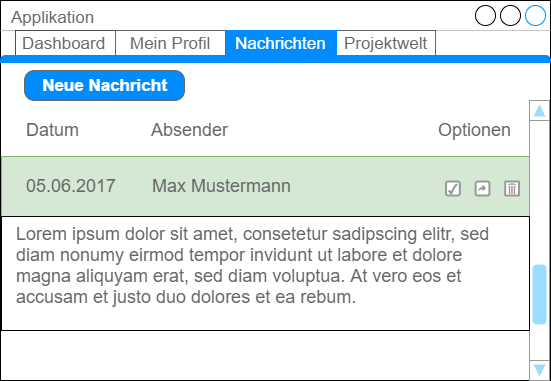 Applikation
Dashboard Mein Profil Nachrichten Projektwelt
Neue Nachricht
Datum Absender Optionen
05.06.2017 Max Mustermann
Lorem ipsum dolor sit amet, consetetur sadipscing elitr, sed
diam nonumy eirmod tempor invidunt ut labore et dolore
magna aliquyam erat, sed diam voluptua. At vero eos et
accusam et justo duo dolores et ea rebum.